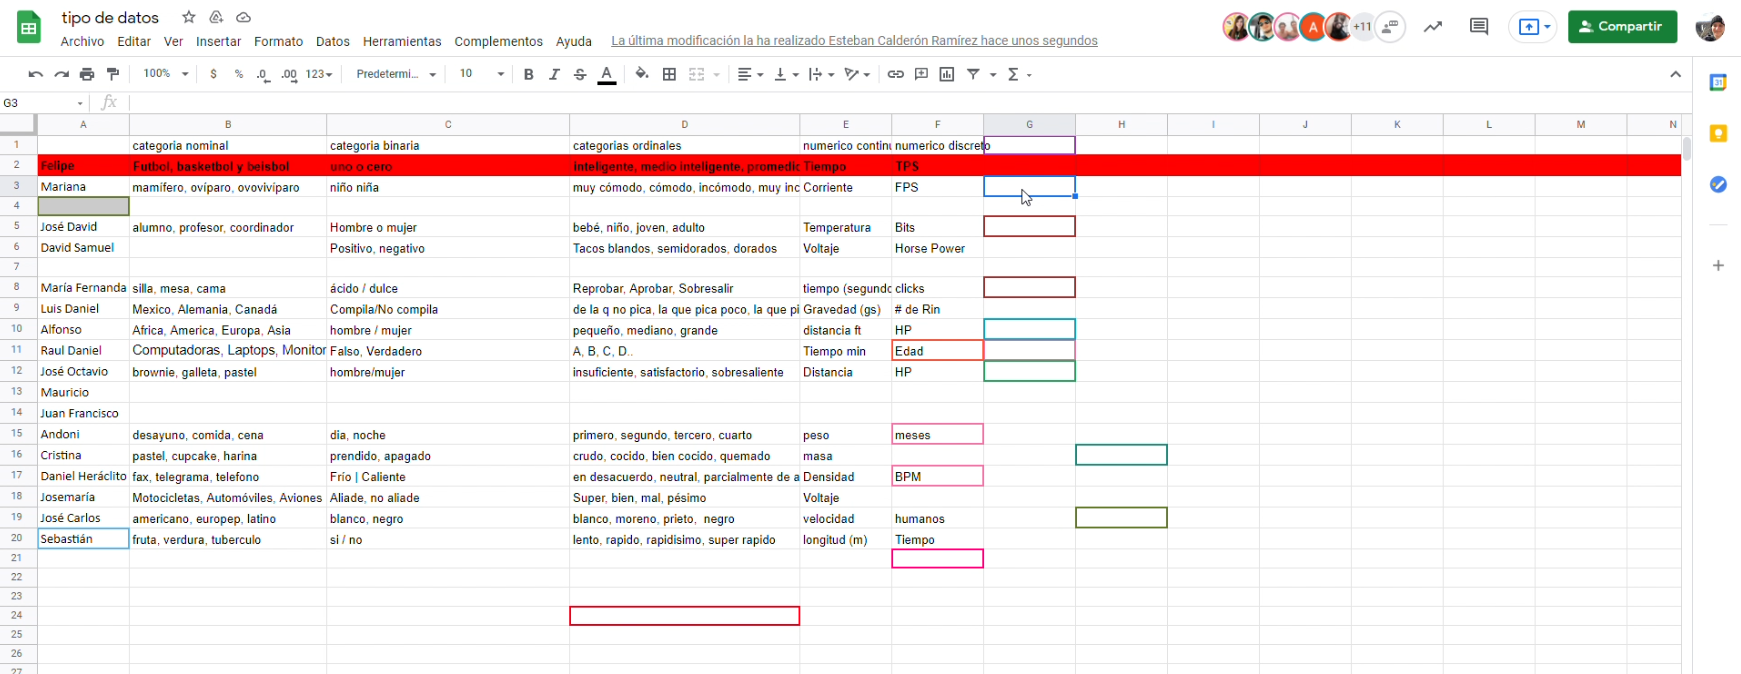 tipo de datos
Archivo Editar Ver Insertar Formato Datos Herramientas Complementos Ayuda La última modificación la ha realizado Esteban Calderón Ramírez hace unos segundos
A +11 Compartir
100% $ % .0 .00 123 Predetermi... 10 B I S A Σ
31
G3 fx
A B C D E F G H I J K L M N
1 categoria nominal categoria binaria categorias ordinales numerico continu numerico discreto
2 Felipe Futbol, basketbol y beisbol uno o cero inteligente, medio inteligente, promedic Tiempo TPS
3 Mariana mamífero, ovíparo, ovovivíparo niño niña muy cómodo, cómodo, incómodo, muy inc Corriente FPS
4
5 José David alumno, profesor, coordinador Hombre o mujer bebé, niño, joven, adulto Temperatura Bits
6 David Samuel Positivo, negativo Tacos blandos, semidorados, dorados Voltaje Horse Power
7
8 María Fernanda silla, mesa, cama ácido / dulce Reprobar, Aprobar, Sobresalir tiempo (segundo clicks
9 Luis Daniel Mexico, Alemania, Canadá Compila/No compila de la q no pica, la que pica poco, la que pi Gravedad (gs) # de Rin
10 Alfonso Africa, America, Europa, Asia hombre / mujer pequeño, mediano, grande distancia ft HP
11 Raul Daniel Computadoras, Laptops, Monitor Falso, Verdadero A, B, C, D.. Tiempo min Edad
12 José Octavio brownie, galleta, pastel hombre/mujer insuficiente, satisfactorio, sobresaliente Distancia HP
13 Mauricio
14 Juan Francisco
15 Andoni desayuno, comida, cena dia, noche primero, segundo, tercero, cuarto peso meses
16 Cristina pastel, cupcake, harina prendido, apagado crudo, cocido, bien cocido, quemado masa
17 Daniel Heráclito fax, telegrama, telefono Frío | Caliente en desacuerdo, neutral, parcialmente de a Densidad BPM
18 Josemaría Motocicletas, Automóviles, Aviones Aliade, no aliade Super, bien, mal, pésimo Voltaje
19 José Carlos americano, europep, latino blanco, negro blanco, moreno, prieto, negro velocidad humanos
20 Sebastián fruta, verdura, tuberculo si / no lento, rapido, rapidisimo, super rapido longitud (m) Tiempo
21
22
23
24
25
26
27